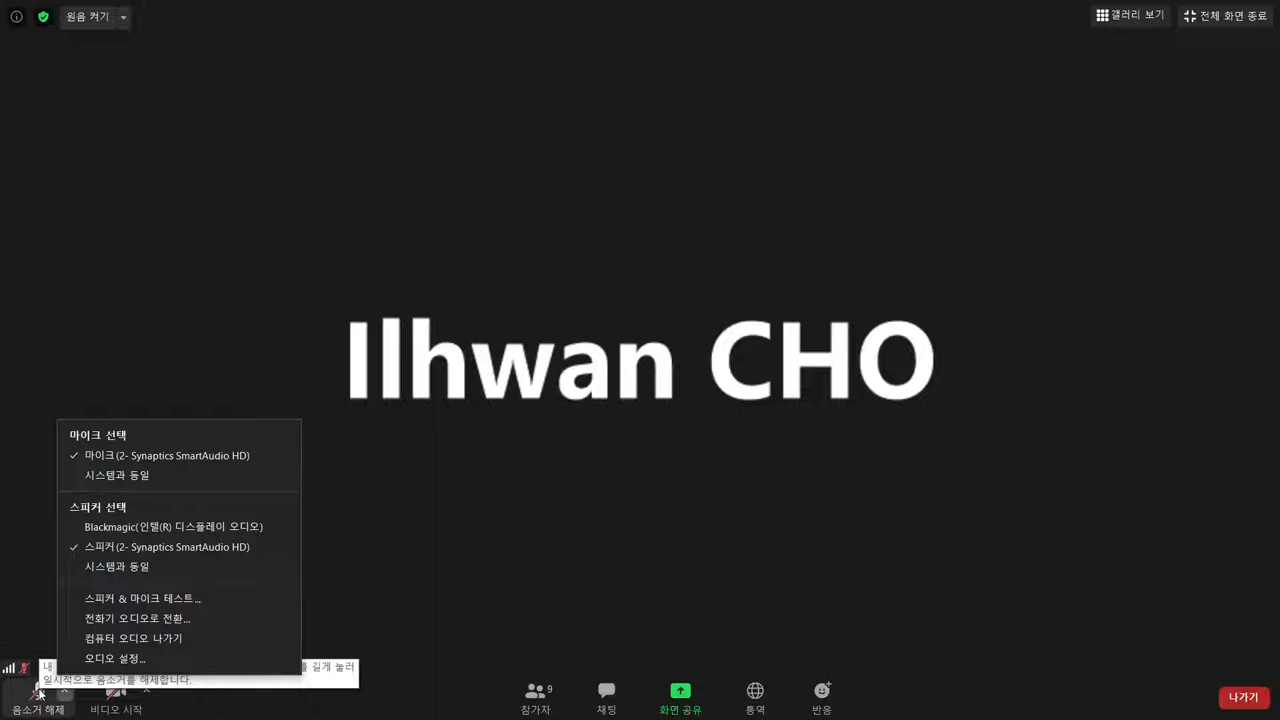 원음 켜기
갤러리 보기
전체 화면 종료
Ilhwan CHO
마이크 선택
마이크(2- Synaptics SmartAudio HD)
시스템과 동일
스피커 선택
Blackmagic(인텔(R) 디스플레이 오디오)
스피커(2- Synaptics SmartAudio HD)
시스템과 동일
스피커 & 마이크 테스트...
전화기 오디오로 전환...
컴퓨터 오디오 나가기
오디오 설정...
내
를 길게 눌러
일시적으로 음소거를 해제합니다.
음소거 해제
비디오 시작
참가자
9
채팅
화면 공유
통역
반응
나가기